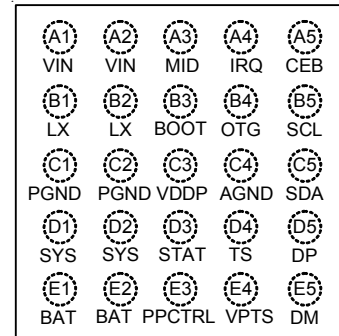 A1 A2 A3 A4 A5
VIN VIN MID IRQ CEB
B1 B2 B3 B4 B5
LX LX BOOT OTG SCL
C1 C2 C3 C4 C5
PGND PGND VDDP AGND SDA
D1 D2 D3 D4 D5
SYS SYS STAT TS DP
E1 E2 E3 E4 E5
BAT BAT PPCTRL VPTS DM